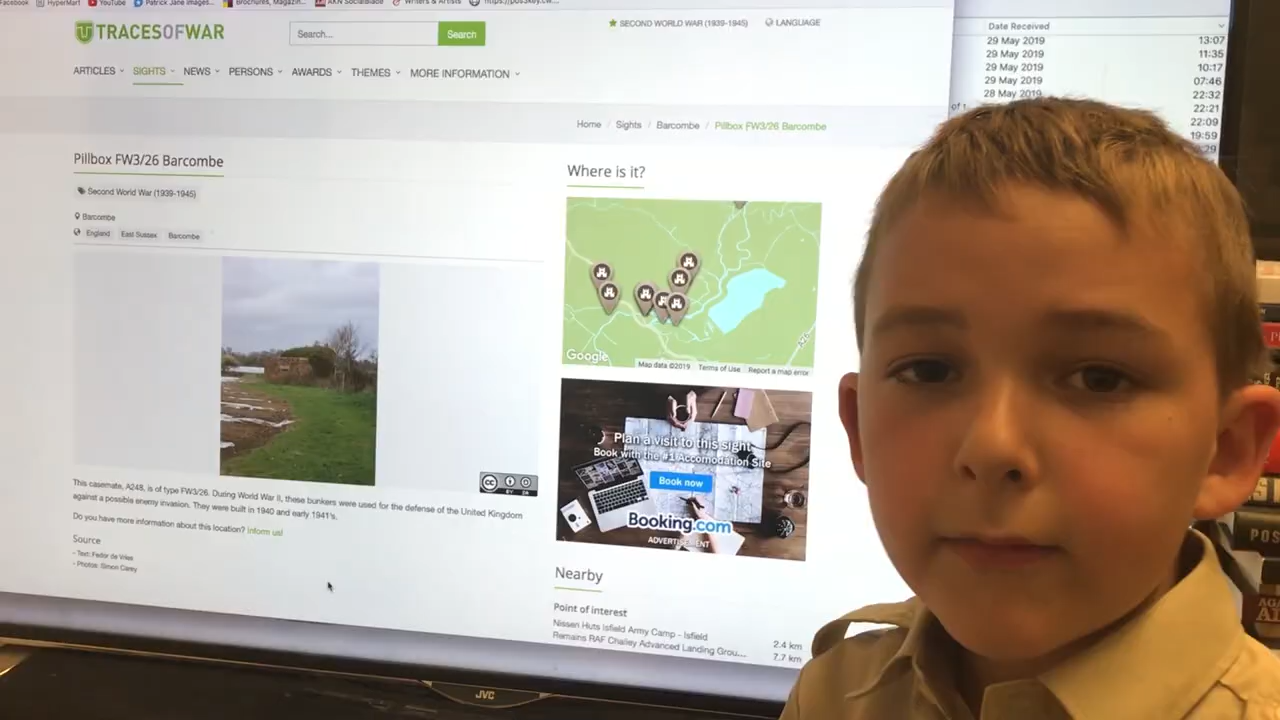 Facebook HyperMart YouTube Patrick Jane Images... Brochures, Magazin... AKN SocialBlade Writers & Artists
TRACESOFWAR
Search...
Search
SECOND WORLD WAR (1939-1945)
LANGUAGE
ARTICLES SIGHTS NEWS PERSONS AWARDS THEMES MORE INFORMATION
Home / Sights / Barcombe / Pillbox FW3/26 Barcombe
Pillbox FW3/26 Barcombe
Second World War (1939-1945)
Barcombe
England East Sussex Barcombe
This casemate, A248, is of type FW3/26. During World War II, these bunkers were used for the defense of the United Kingdom
against a possible enemy invasion. They were built in 1940 and early 1941's.
Do you have more information about this location? Inform us!
Source
- Text: Fedor de Vries
- Photos: Simon Carey
Where is it?
Google
Map data ©2019 Terms of Use Report a map error
A26
Plan a visit to this sight
Book with the #1 Accomodation Site
Book now
Booking.com
ADVERTISEMENT
Nearby
Point of interest
Nissen Huts Isfield Army Camp - Isfield 2.4 km
Remains RAF Chailey Advanced Landing Grou... 7.7 km
Date Received
29 May 2019 13:07
29 May 2019 11:35
29 May 2019 10:17
29 May 2019 07:46
28 May 2019 22:32
22:21
22:09
19:59
of 1
JVC